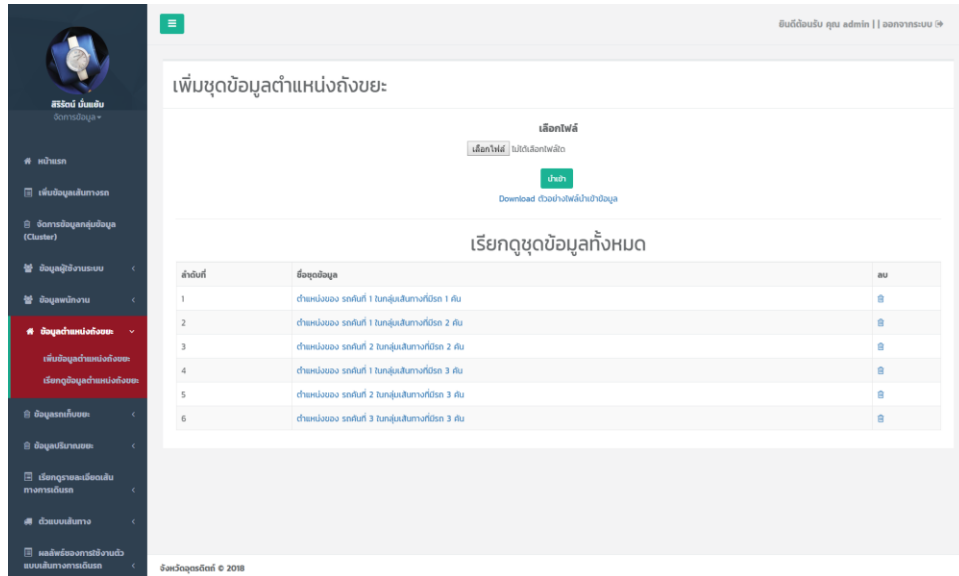 ยินดีต้อนรับ คุณ admin | | ออกจากระบบ
สิริรัตน์ มั่นแย้ม
จัดการข้อมูล
หน้าแรก
เพิ่มข้อมูลเส้นทางรถ
จัดการข้อมูลกลุ่มข้อมูล
(Cluster)
ข้อมูลผู้ใช้งานระบบ
ข้อมูลพนักงาน
ข้อมูลตำแหน่งถังขยะ
เพิ่มข้อมูลตำแหน่งถังขยะ
เรียกดูข้อมูลตำแหน่งถังขยะ
ข้อมูลรถเก็บขยะ
ข้อมูลปริมาณขยะ
เรียกดูรายละเอียดเส้น
ทางการเดินรถ
ตัวแบบเส้นทาง
ผลลัพธ์ของการใช้งานตัว
แบบเส้นทางการเดินรถ
เพิ่มชุดข้อมูลตำแหน่งถังขยะ
เลือกไฟล์
เลือกไฟล์ ไม่ได้เลือกไฟล์ใด
นำเข้า
Download ตัวอย่างไฟล์นำเข้าข้อมูล
เรียกดูชุดข้อมูลทั้งหมด
ลำดับที่ ชื่อชุดข้อมูล ลบ
1 ตำแหน่งของ รถคันที่ 1 ในกลุ่มเส้นทางที่มีรถ 1 คัน
2 ตำแหน่งของ รถคันที่ 1 ในกลุ่มเส้นทางที่มีรถ 2 คัน
3 ตำแหน่งของ รถคันที่ 2 ในกลุ่มเส้นทางที่มีรถ 2 คัน
4 ตำแหน่งของ รถคันที่ 1 ในกลุ่มเส้นทางที่มีรถ 3 คัน
5 ตำแหน่งของ รถคันที่ 2 ในกลุ่มเส้นทางที่มีรถ 3 คัน
6 ตำแหน่งของ รถคันที่ 3 ในกลุ่มเส้นทางที่มีรถ 3 คัน
จังหวัดอุตรดิตถ์ © 2018